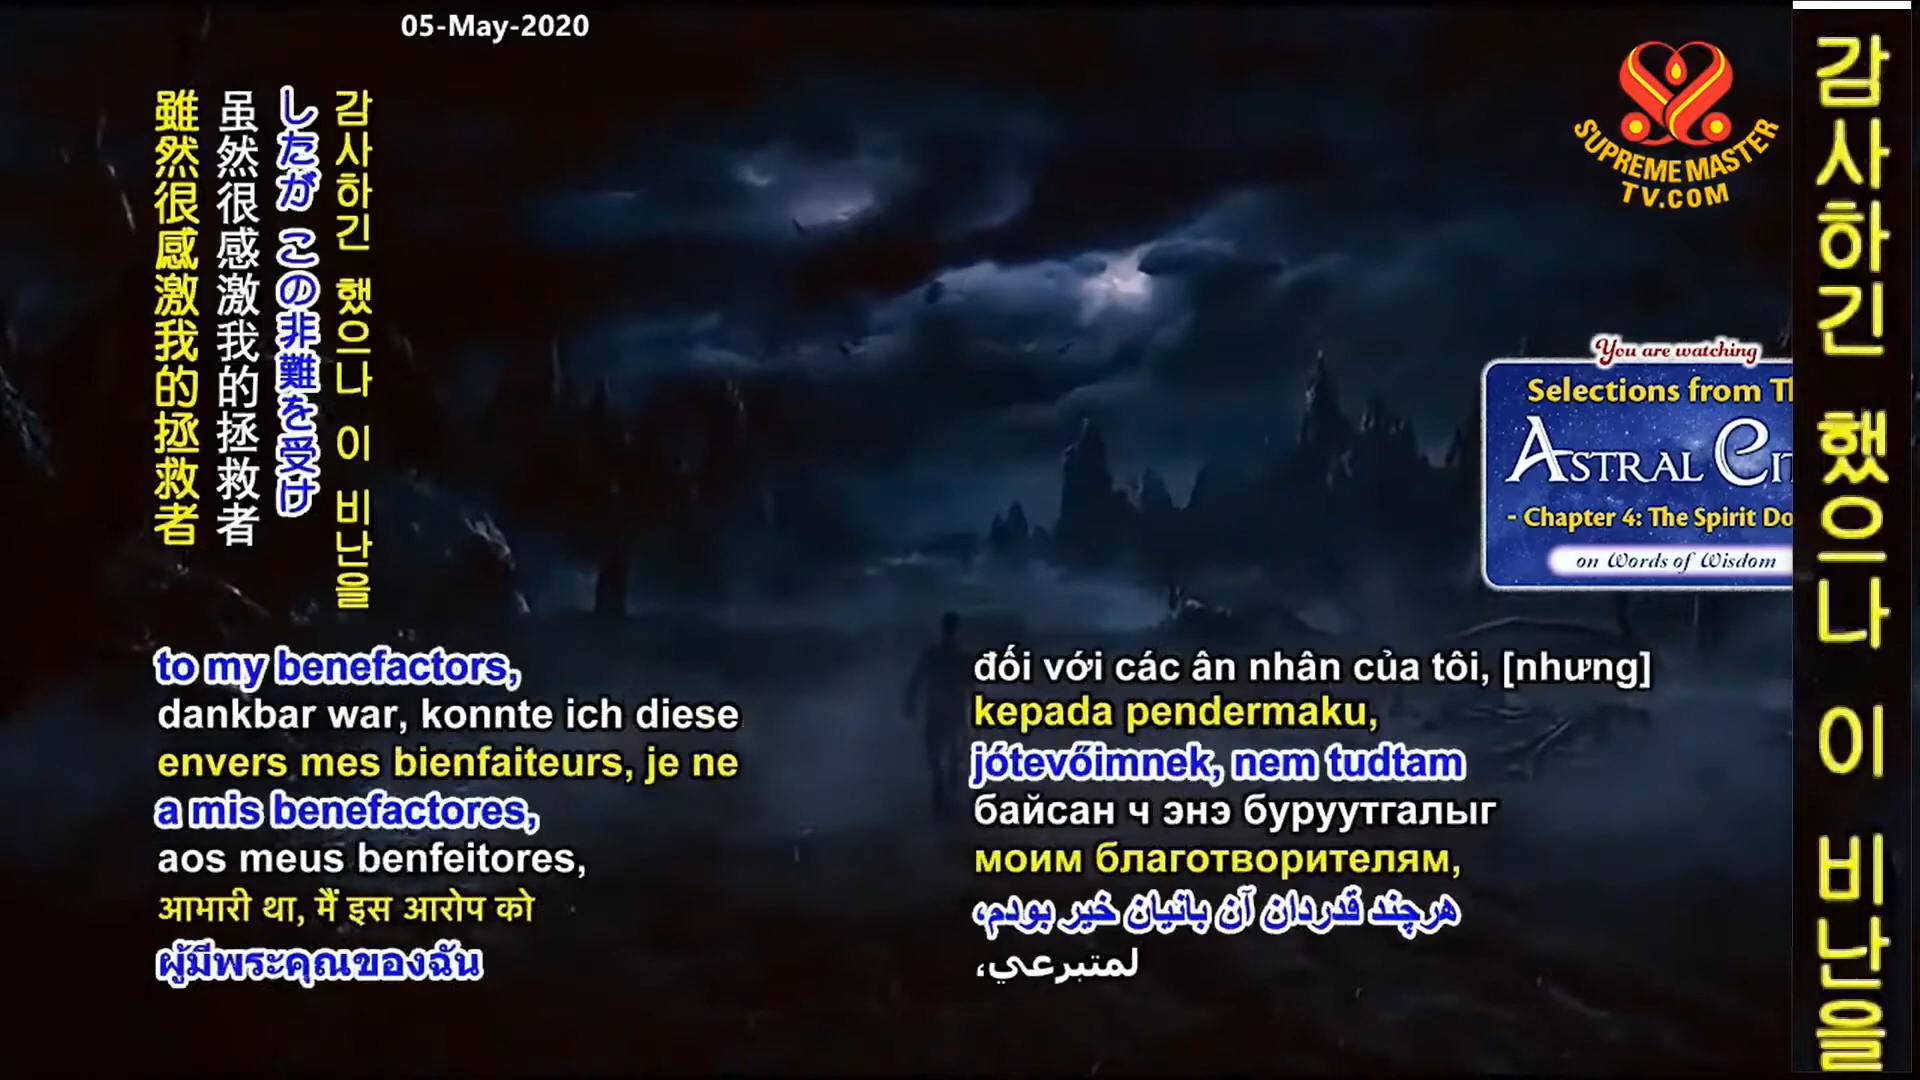 05-May-2020
雖然很感激我的拯救者
虽然很感激我的拯救者
したが この非難を受け
감사하긴 했으나 이 비난을
SUPREME MASTER
TV.COM
You are watching
Selections from Th
ASTRAL CIT
- Chapter 4: The Spirit Do
on Words of Wisdom
감사하긴 했으나 이 비난을
to my benefactors,
dankbar war, konnte ich diese
envers mes bienfaiteurs, je ne
a mis benefactores,
aos meus benfeitores,
आभारी था, मैं इस आरोप को
ผู้มีพระคุณของฉัน
đối với các ân nhân của tôi, [nhưng]
kepada pendermaku,
jótevőimnek, nem tudtam
байсан ч энэ буруутгалыг
моим благотворителям,
هرچند قدردان آن بانیان خیر بودم،
لمتبرعي،